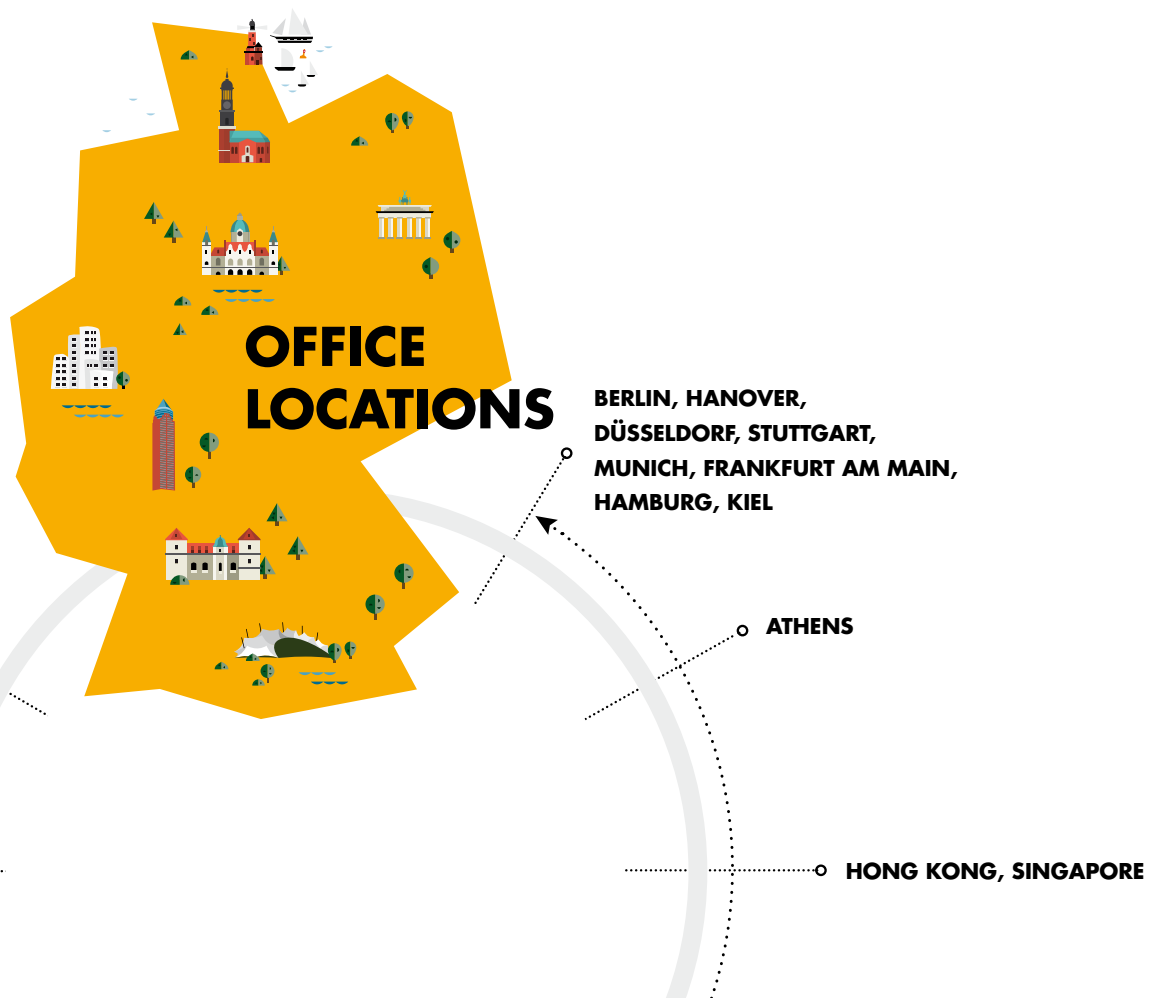 OFFICE
LOCATIONS
BERLIN, HANOVER,
DÜSSELDORF, STUTTGART,
MUNICH, FRANKFURT AM MAIN,
HAMBURG, KIEL
ATHENS
HONG KONG, SINGAPORE